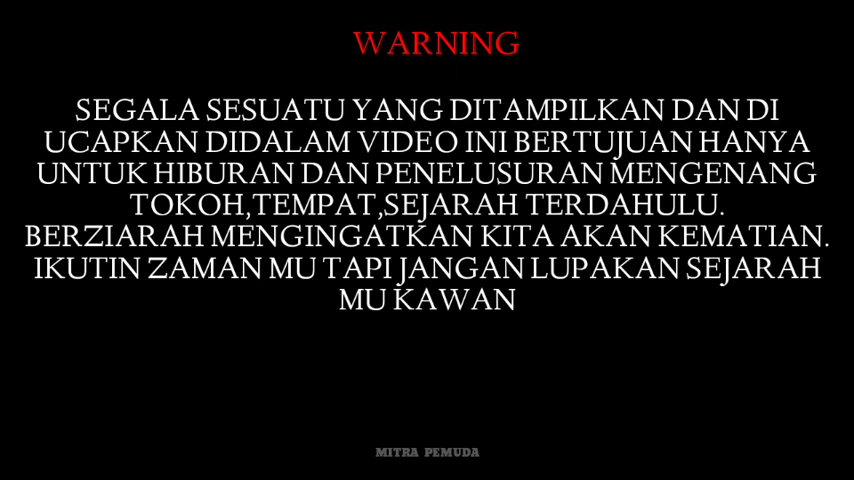 WARNING
SEGALA SESUATU YANG DITAMPILKAN DAN DI
UCAPKAN DIDALAM VIDEO INI BERTUJUAN HANYA
UNTUK HIBURAN DAN PENELUSURAN MENGENANG
TOKOH,TEMPAT,SEJARAH TERDAHULU.
BERZIARAH MENGINGATKAN KITA AKAN KEMATIAN.
IKUTIN ZAMAN MU TAPI JANGAN LUPAKAN SEJARAH
MU KAWAN
MITRA PEMUDA